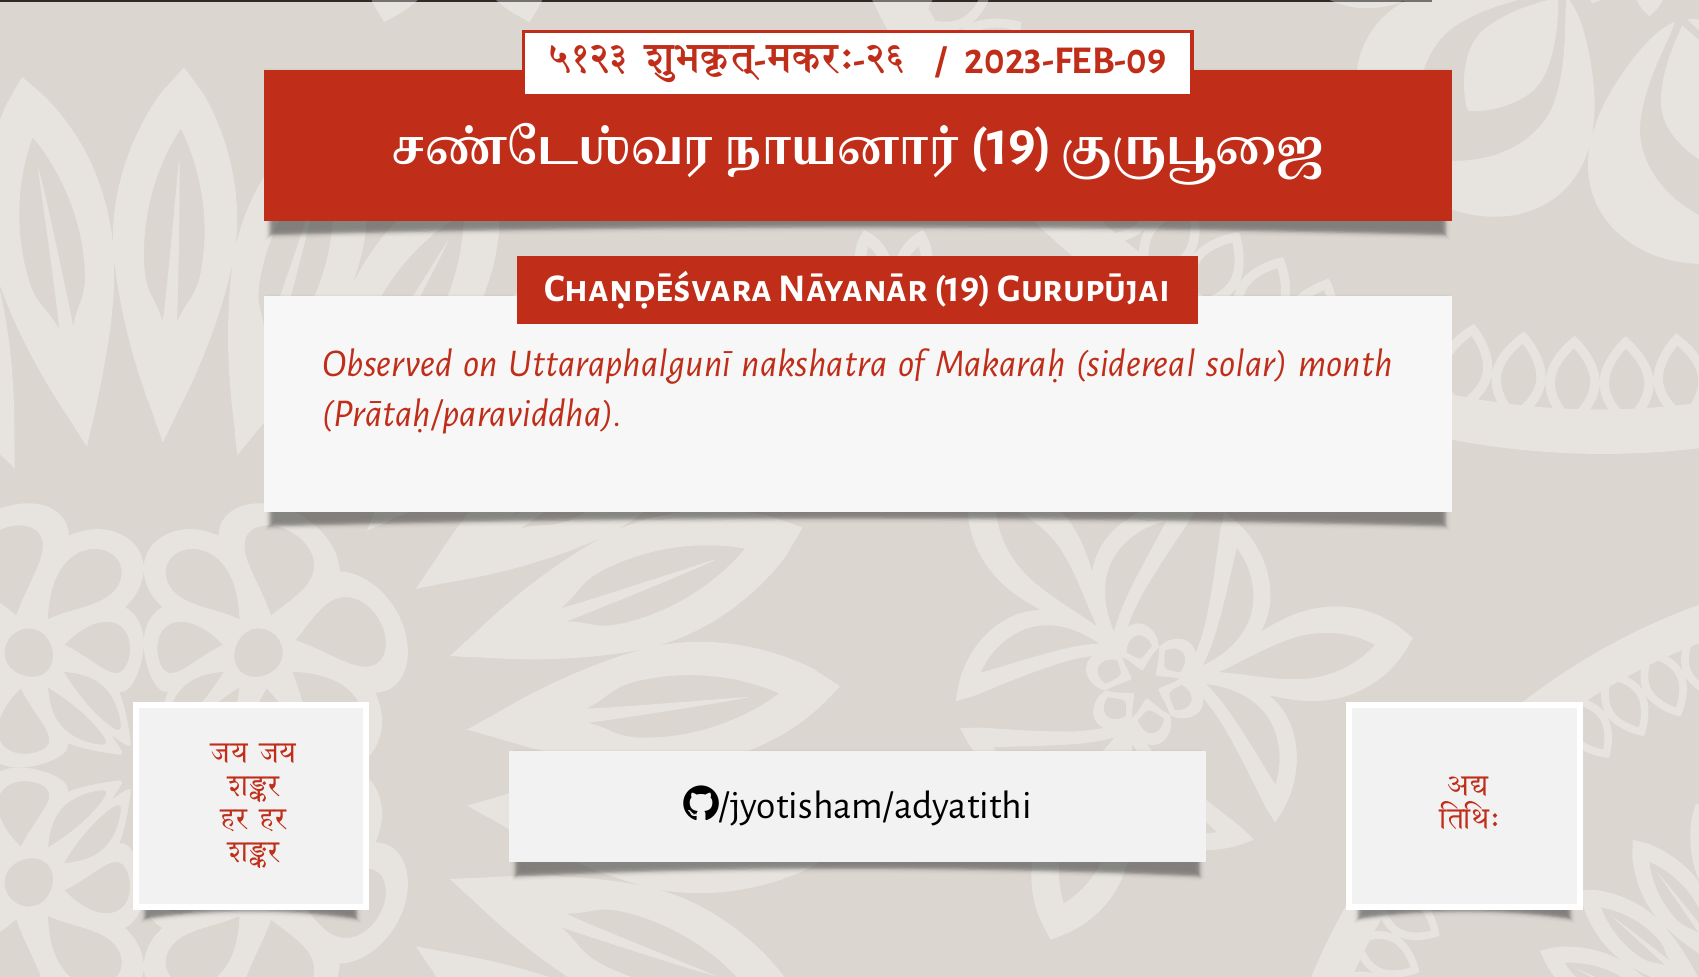 ५१२३ शुभकृत्-मकरः-२६ / 2023-FEB-09
சண்டேஶ்வர நாயனார் (19) குருபூஜை
Chaṇḍēśvara Nāyanār (19) Gurupūjai
Observed on Uttaraphalgunī nakshatra of Makaraḥ (sidereal solar) month
(Prātaḥ/paraviddha).
जय जय
शङ्कर
हर हर
शङ्कर
/jyotisham/adyatithi
अद्य
तिथिः